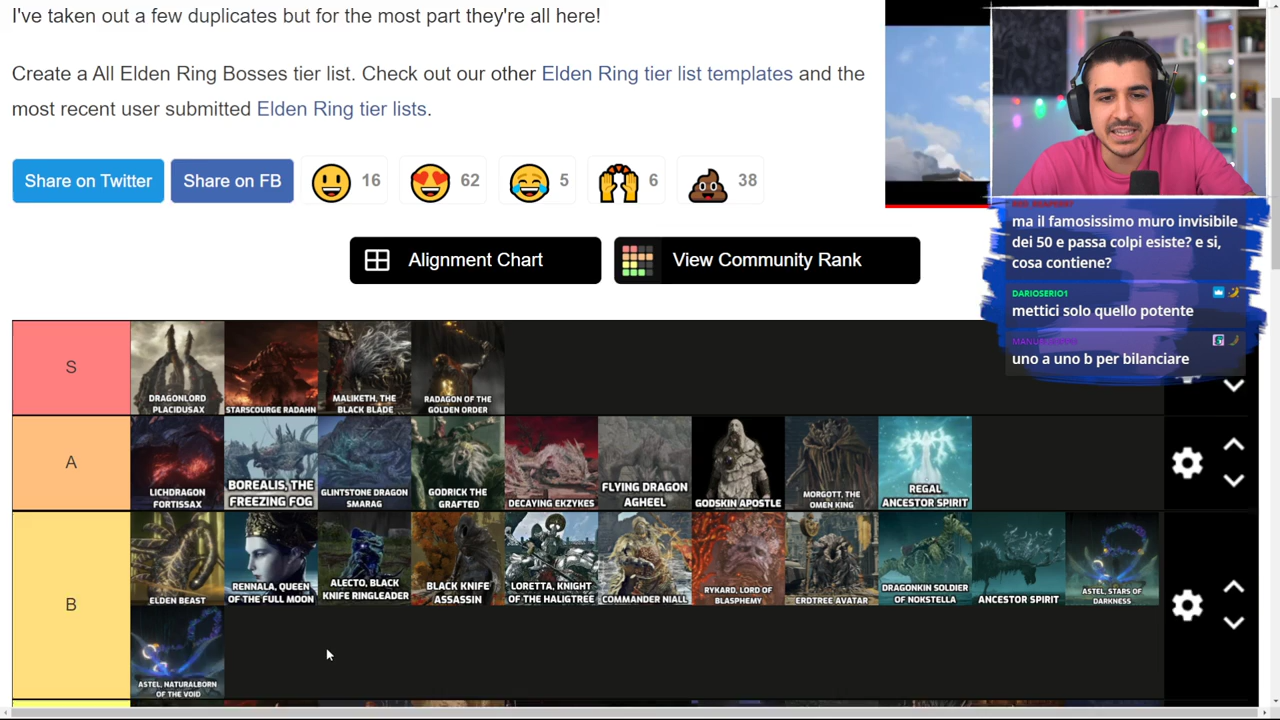 I've taken out a few duplicates but for the most part they're all here!
Create a All Elden Ring Bosses tier list. Check out our other Elden Ring tier list templates and the
most recent user submitted Elden Ring tier lists.
Share on Twitter
Share on FB
16
62
5
6
38
Alignment Chart
View Community Rank
ma il famosissimo muro invisibile
dei 50 e passa colpi esiste? e si,
cosa contiene?
DARIOSERIO1
mettici solo quello potente
uno a uno b per bilanciare
S
DRAGONLORD
PLACIDUSAX
STARSCOURGE RADAHN
MALIKETH, THE
BLACK BLADE
RADAGON OF THE
GOLDEN ORDER
A
LICHDRAGON
FORTISSAX
BOREALIS, THE
FREEZING FOG
GLINTSTONE DRAGON
SMARAG
GODRICK THE
GRAFTED
DECAYING EKZYKES
FLYING DRAGON
AGHEEL
GODSKIN APOSTLE
MORGOTT, THE
OMEN KING
REGAL
ANCESTOR SPIRIT
B
ELDEN BEAST
RENNALA, QUEEN
OF THE FULL MOON
ALECTO, BLACK
KNIFE RINGLEADER
BLACK KNIFE
ASSASSIN
LORETTA, KNIGHT
OF THE HALIGTREE
COMMANDER NIALL
RYKARD, LORD OF
BLASPHEMY
ERDTREE AVATAR
DRAGONKIN SOLDIER
OF NOKSTELLA
ANCESTOR SPIRIT
ASTEL, STARS OF
DARKNESS
ASTEL, NATURALBORN
OF THE VOID